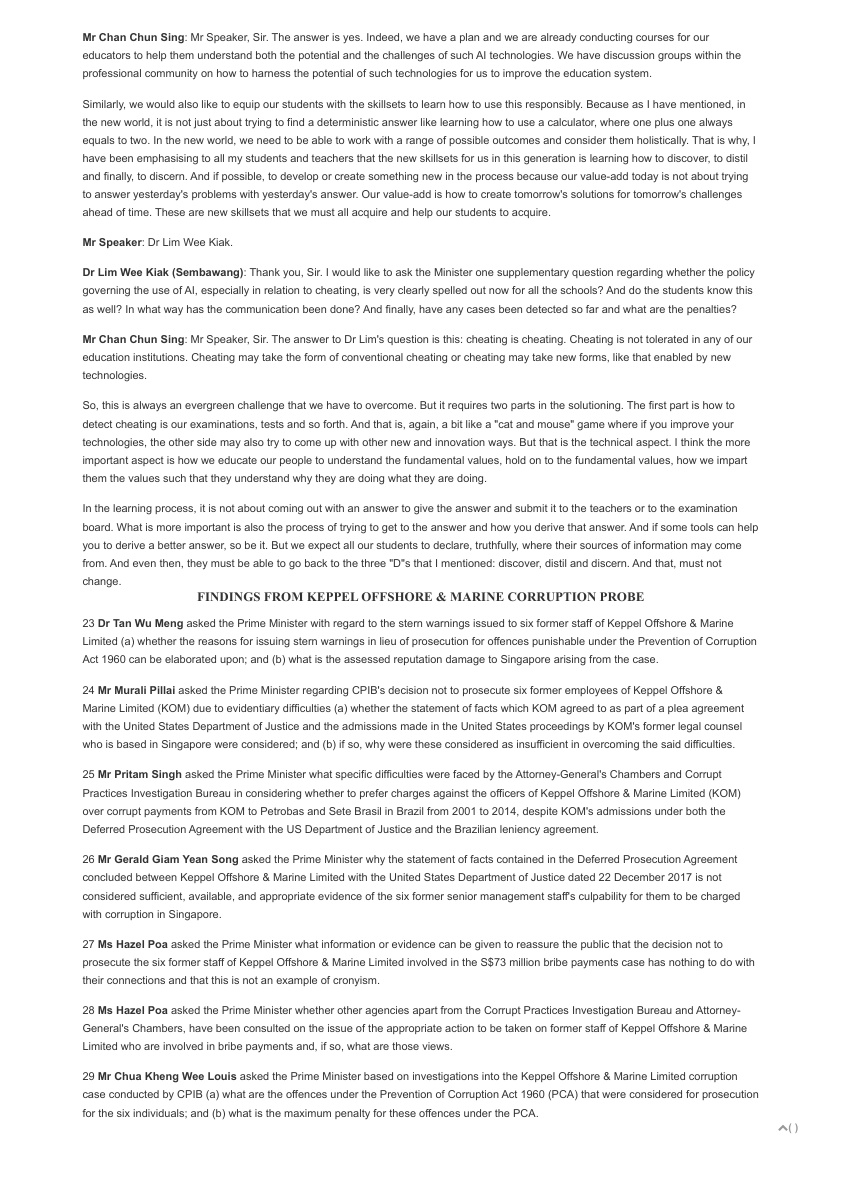 Mr Chan Chun Sing: Mr Speaker, Sir. The answer is yes. Indeed, we have a plan and we are already conducting courses for our
educators to help them understand both the potential and the challenges of such AI technologies. We have discussion groups within the
professional community on how to harness the potential of such technologies for us to improve the education system.
Similarly, we would also like to equip our students with the skillsets to learn how to use this responsibly. Because as I have mentioned, in
the new world, it is not just about trying to find a deterministic answer like learning how to use a calculator, where one plus one always
equals to two. In the new world, we need to be able to work with a range of possible outcomes and consider them holistically. That is why, I
have been emphasising to all my students and teachers that the new skillsets for us in this generation is learning how to discover, to distil
and finally, to discern. And if possible, to develop or create something new in the process because our value-add today is not about trying
to answer yesterday's problems with yesterday's answer. Our value-add is how to create tomorrow's solutions for tomorrow's challenges
ahead of time. These are new skillsets that we must all acquire and help our students to acquire.
Mr Speaker: Dr Lim Wee Kiak.
Dr Lim Wee Kiak (Sembawang): Thank you, Sir. I would like to ask the Minister one supplementary question regarding whether the policy
governing the use of AI, especially in relation to cheating, is very clearly spelled out now for all the schools? And do the students know this
as well? In what way has the communication been done? And finally, have any cases been detected so far and what are the penalties?
Mr Chan Chun Sing: Mr Speaker, Sir. The answer to Dr Lim's question is this: cheating is cheating. Cheating is not tolerated in any of our
education institutions. Cheating may take the form of conventional cheating or cheating may take new forms, like that enabled by new
technologies.
So, this is always an evergreen challenge that we have to overcome. But it requires two parts in the solutioning. The first part is how to
detect cheating is our examinations, tests and so forth. And that is, again, a bit like a "cat and mouse" game where if you improve your
technologies, the other side may also try to come up with other new and innovation ways. But that is the technical aspect. I think the more
important aspect is how we educate our people to understand the fundamental values, hold on to the fundamental values, how we impart
them the values such that they understand why they are doing what they are doing.
In the learning process, it is not about coming out with an answer to give the answer and submit it to the teachers or to the examination
board. What is more important is also the process of trying to get to the answer and how you derive that answer. And if some tools can help
you to derive a better answer, so be it. But we expect all our students to declare, truthfully, where their sources of information may come
from. And even then, they must be able to go back to the three "D"s that I mentioned: discover, distil and discern. And that, must not
change.
FINDINGS FROM KEPPEL OFFSHORE & MARINE CORRUPTION PROBE
23 Dr Tan Wu Meng asked the Prime Minister with regard to the stern warnings issued to six former staff of Keppel Offshore & Marine
Limited (a) whether the reasons for issuing stern warnings in lieu of prosecution for offences punishable under the Prevention of Corruption
Act 1960 can be elaborated upon; and (b) what is the assessed reputation damage to Singapore arising from the case.
24 Mr Murali Pillai asked the Prime Minister regarding CPIB's decision not to prosecute six former employees of Keppel Offshore &
Marine Limited (KOM) due to evidentiary difficulties (a) whether the statement of facts which KOM agreed to as part of a plea agreement
with the United States Department of Justice and the admissions made in the United States proceedings by KOM's former legal counsel
who is based in Singapore were considered; and (b) if so, why were these considered as insufficient in overcoming the said difficulties.
25 Mr Pritam Singh asked the Prime Minister what specific difficulties were faced by the Attorney-General's Chambers and Corrupt
Practices Investigation Bureau in considering whether to prefer charges against the officers of Keppel Offshore & Marine Limited (KOM)
over corrupt payments from KOM to Petrobas and Sete Brasil in Brazil from 2001 to 2014, despite KOM's admissions under both the
Deferred Prosecution Agreement with the US Department of Justice and the Brazilian leniency agreement.
26 Mr Gerald Giam Yean Song asked the Prime Minister why the statement of facts contained in the Deferred Prosecution Agreement
concluded between Keppel Offshore & Marine Limited with the United States Department of Justice dated 22 December 2017 is not
considered sufficient, available, and appropriate evidence of the six former senior management staff's culpability for them to be charged
with corruption in Singapore.
27 Ms Hazel Poa asked the Prime Minister what information or evidence can be given to reassure the public that the decision not to
prosecute the six former staff of Keppel Offshore & Marine Limited involved in the S$73 million bribe payments case has nothing to do with
their connections and that this is not an example of cronyism.
28 Ms Hazel Poa asked the Prime Minister whether other agencies apart from the Corrupt Practices Investigation Bureau and Attorney-
General's Chambers, have been consulted on the issue of the appropriate action to be taken on former staff of Keppel Offshore & Marine
Limited who are involved in bribe payments and, if so, what are those views.
29 Mr Chua Kheng Wee Louis asked the Prime Minister based on investigations into the Keppel Offshore & Marine Limited corruption
case conducted by CPIB (a) what are the offences under the Prevention of Corruption Act 1960 (PCA) that were considered for prosecution
for the six individuals; and (b) what is the maximum penalty for these offences under the PCA.
( )